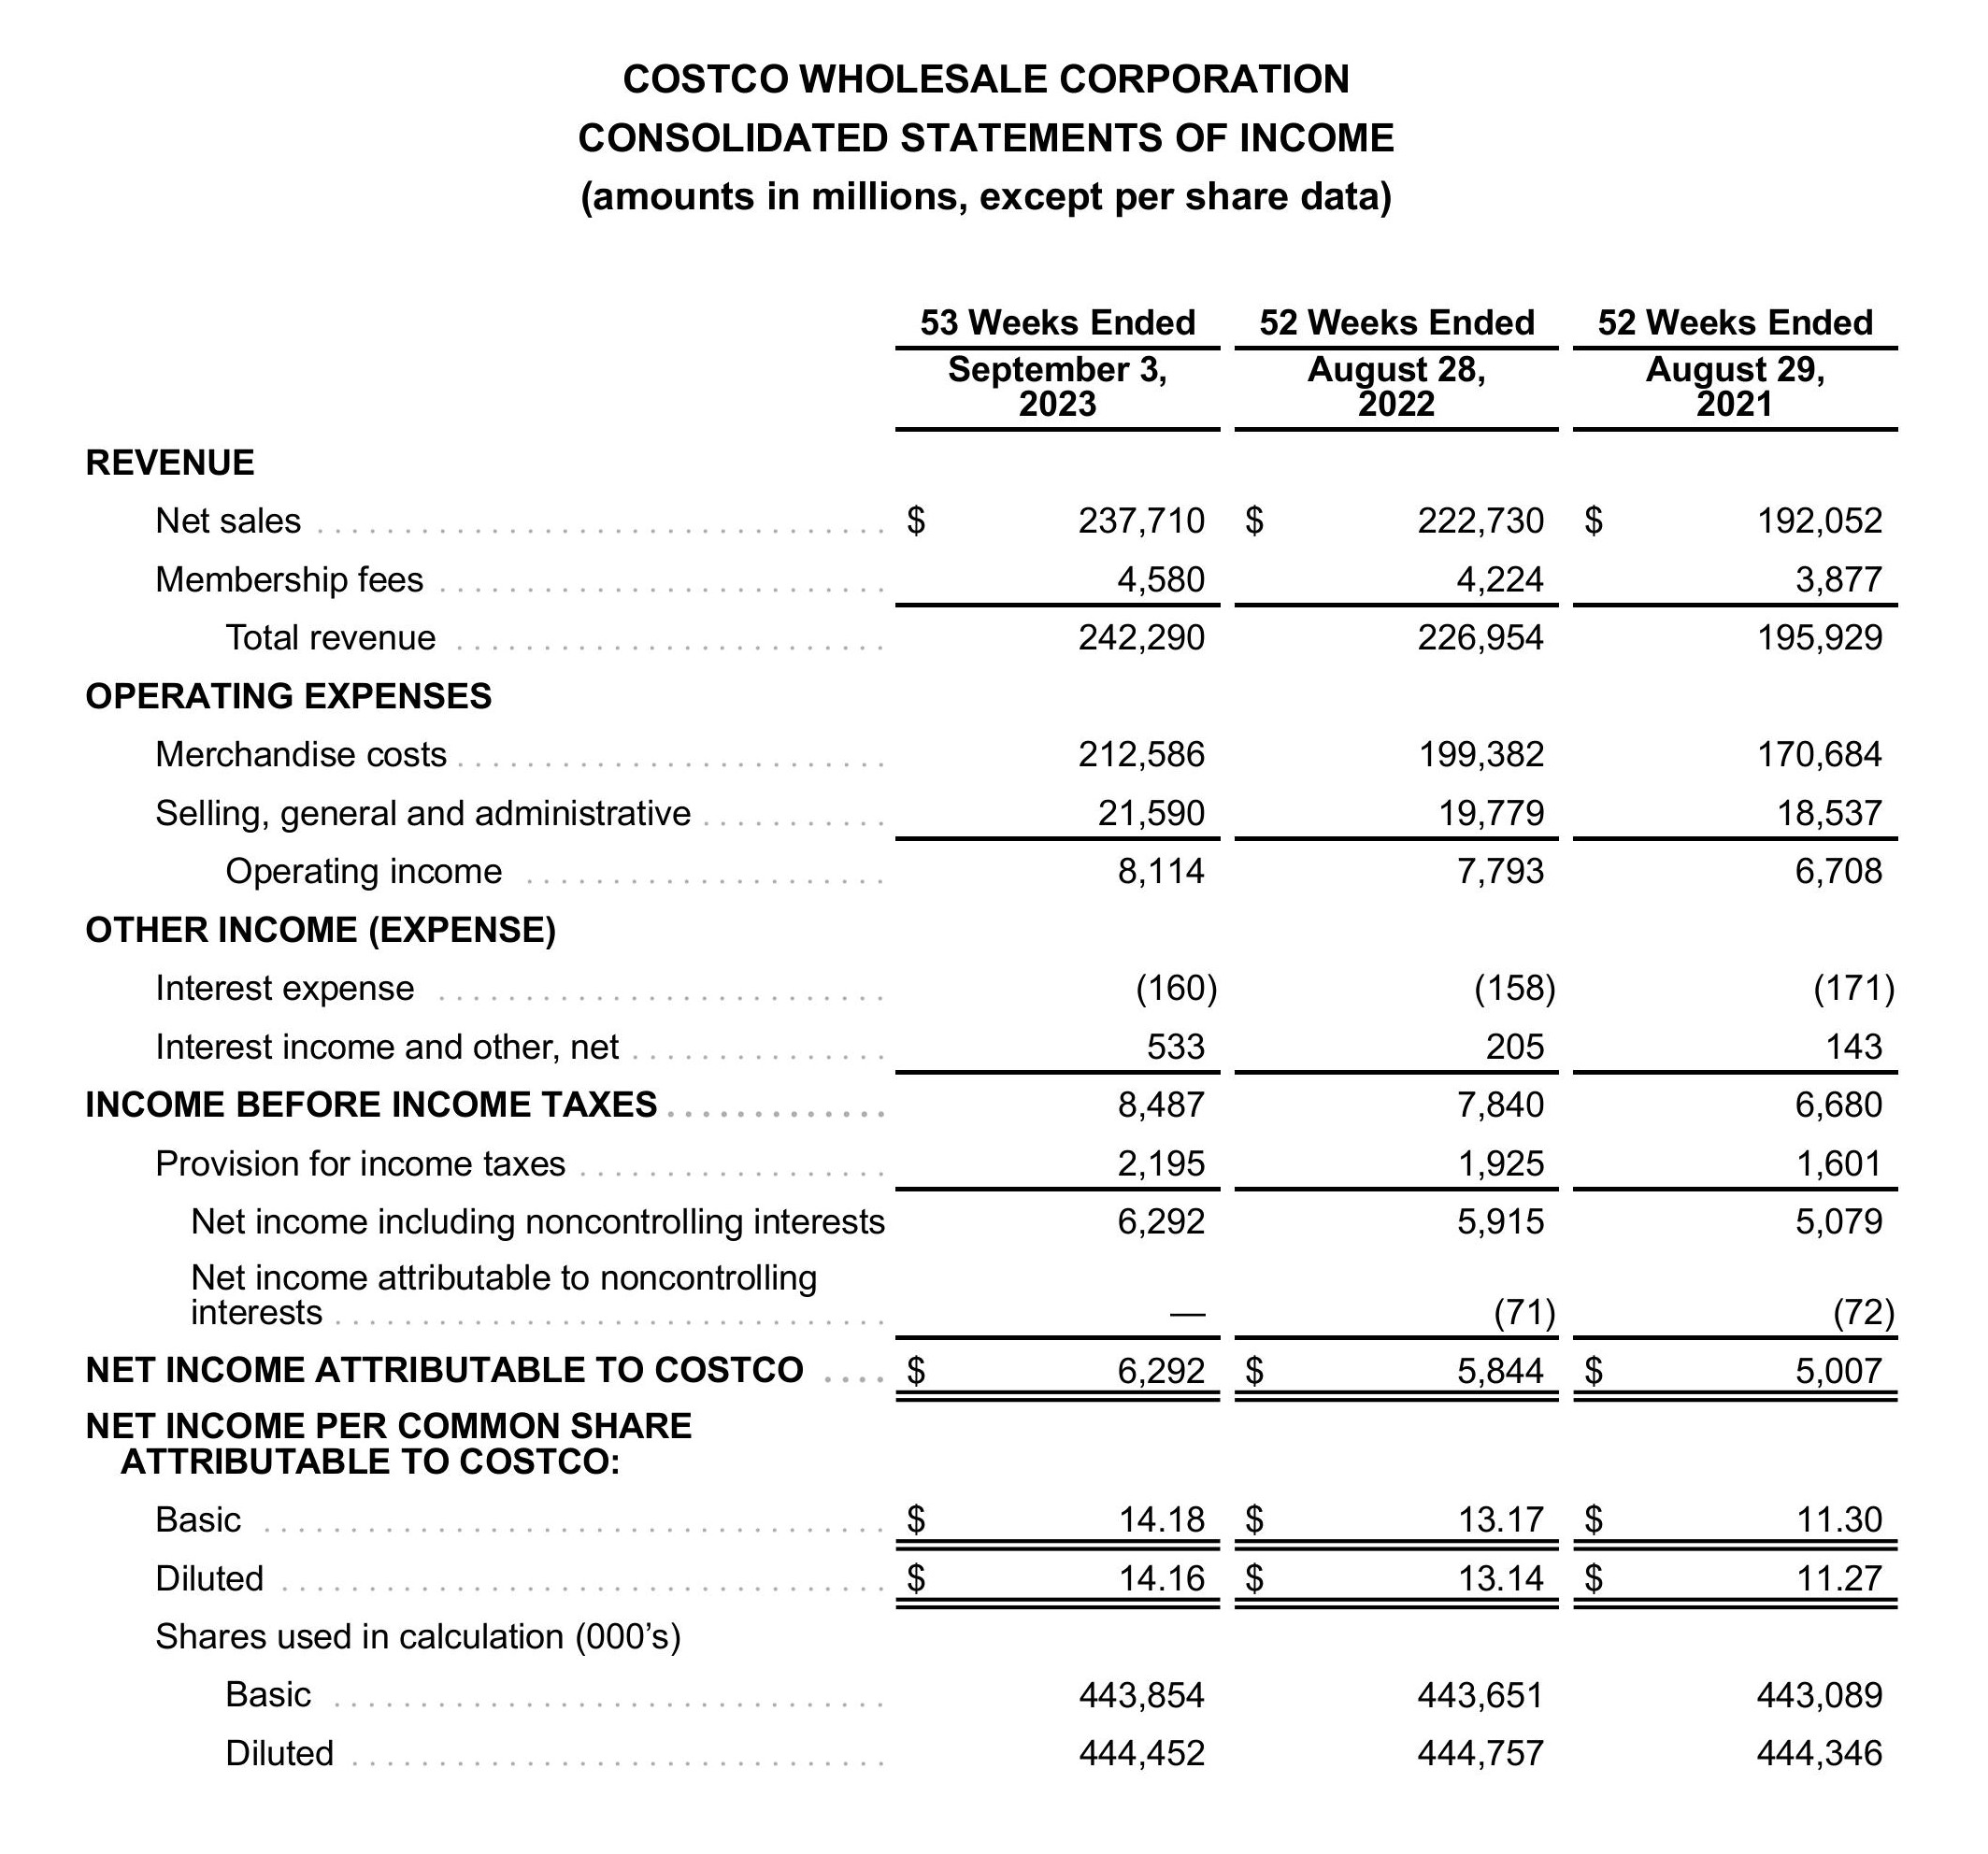 COSTCO WHOLESALE CORPORATION
CONSOLIDATED STATEMENTS OF INCOME
(amounts in millions, except per share data)
53 Weeks Ended 52 Weeks Ended 52 Weeks Ended
September 3, 2023 August 28, 2022 August 29, 2021
REVENUE
Net sales $ 237,710 $ 222,730 $ 192,052
Membership fees 4,580 4,224 3,877
Total revenue 242,290 226,954 195,929
OPERATING EXPENSES
Merchandise costs 212,586 199,382 170,684
Selling, general and administrative 21,590 19,779 18,537
Operating income 8,114 7,793 6,708
OTHER INCOME (EXPENSE)
Interest expense (160) (158) (171)
Interest income and other, net 533 205 143
INCOME BEFORE INCOME TAXES 8,487 7,840 6,680
Provision for income taxes 2,195 1,925 1,601
Net income including noncontrolling interests 6,292 5,915 5,079
Net income attributable to noncontrolling
interests — (71) (72)
NET INCOME ATTRIBUTABLE TO COSTCO $ 6,292 $ 5,844 $ 5,007
NET INCOME PER COMMON SHARE
ATTRIBUTABLE TO COSTCO:
Basic $ 14.18 $ 13.17 $ 11.30
Diluted $ 14.16 $ 13.14 $ 11.27
Shares used in calculation (000’s)
Basic 443,854 443,651 443,089
Diluted 444,452 444,757 444,346